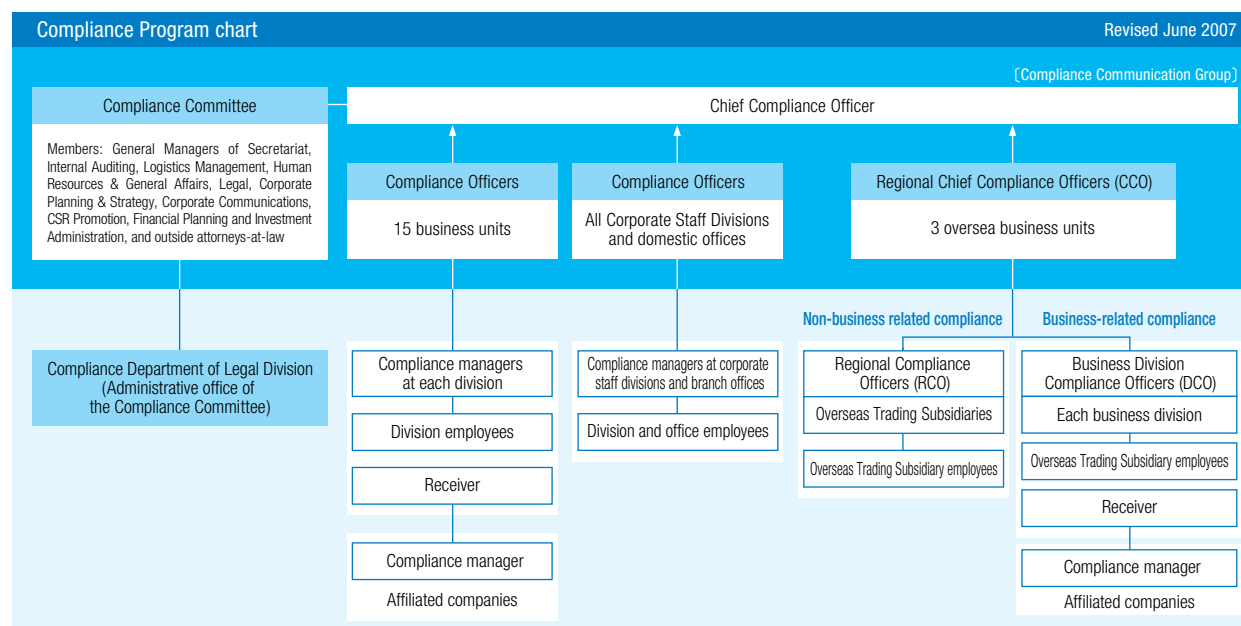 Compliance Program chart
Revised June 2007
〔Compliance Communication Group〕
Compliance Committee
Members: General Managers of Secretariat,
Internal Auditing, Logistics Management, Human
Resources & General Affairs, Legal, Corporate
Planning & Strategy, Corporate Communications,
CSR Promotion, Financial Planning and Investment
Administration, and outside attorneys-at-law
Chief Compliance Officer
Compliance Officers
15 business units
Compliance Officers
All Corporate Staff Divisions
and domestic offices
Regional Chief Compliance Officers (CCO)
3 oversea business units
Compliance Department of Legal Division
(Administrative office of
the Compliance Committee)
Compliance managers
at each division
Division employees
Receiver
Compliance manager
Affiliated companies
Compliance managers at corporate
staff divisions and branch offices
Division and office employees
Non-business related compliance
Regional Compliance
Officers (RCO)
Overseas Trading Subsidiaries
Overseas Trading Subsidiary employees
Business-related compliance
Business Division
Compliance Officers (DCO)
Each business division
Overseas Trading Subsidiary employees
Receiver
Compliance manager
Affiliated companies